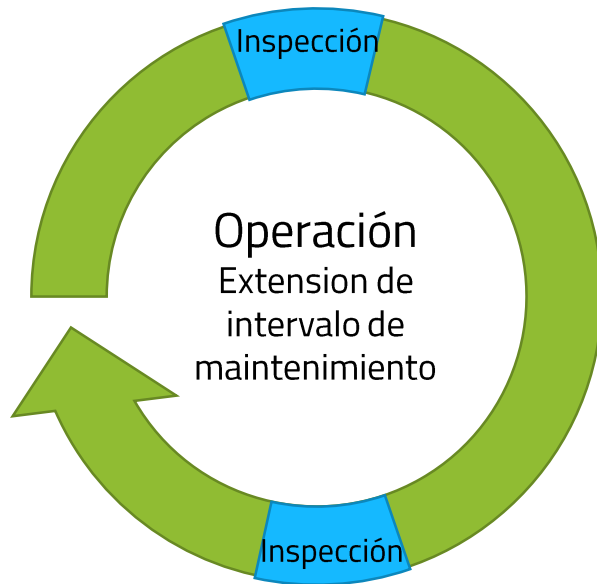 Inspección
Operación
Extension de
intervalo de
maintenimiento
Inspección